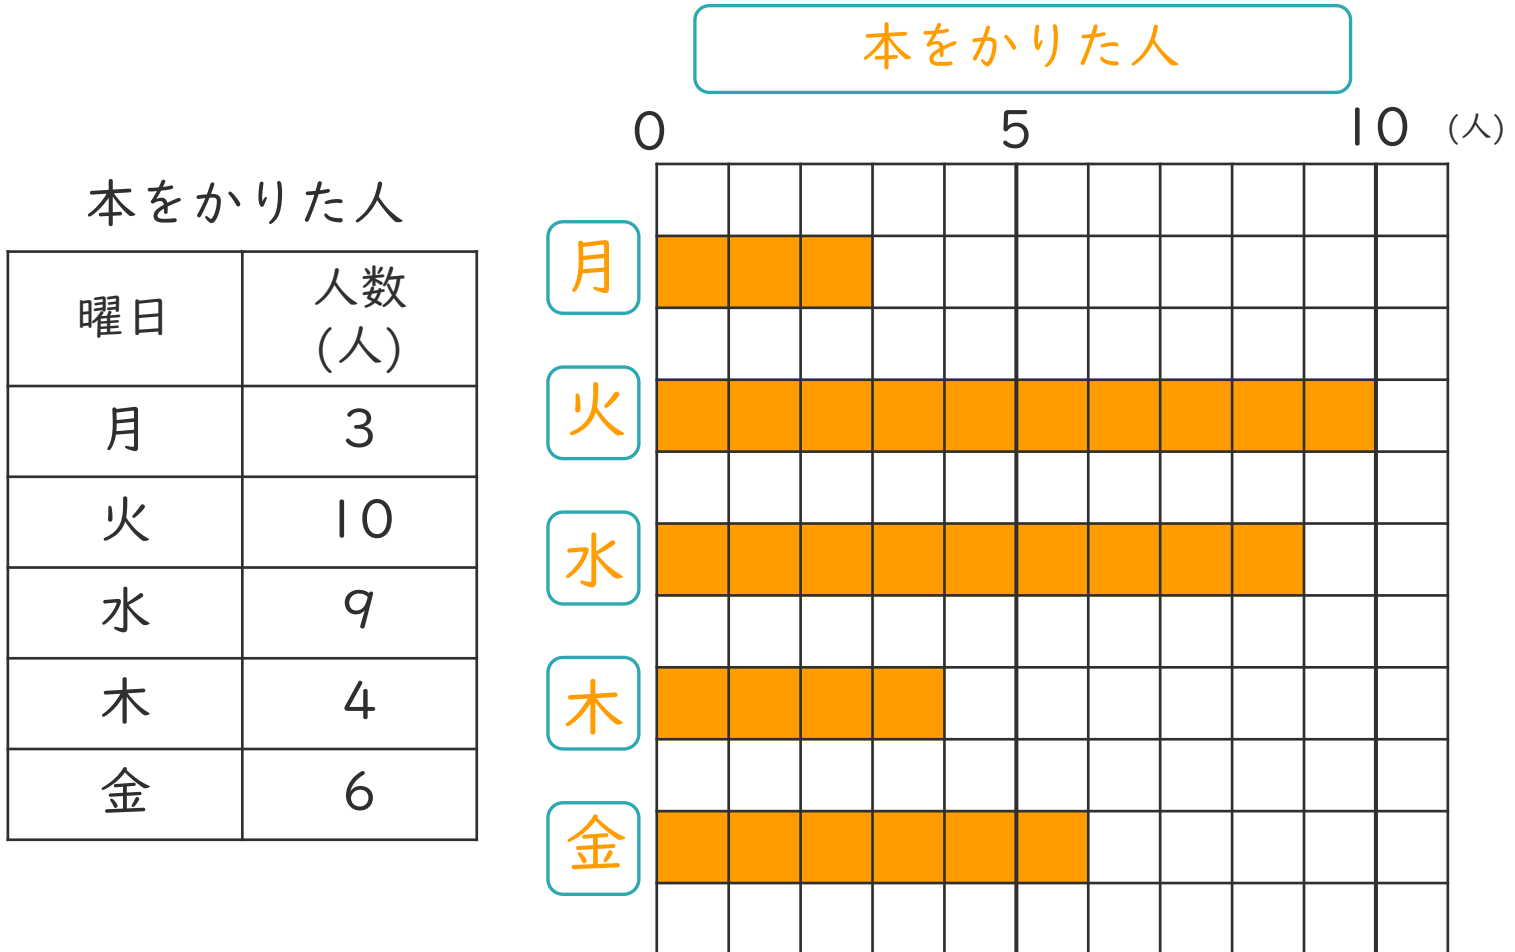 本をかりた人
曜日 人数(人)
月 3
火 10
水 9
木 4
金 6
本をかりた人
0 5 10 (人)
月
火
水
木
金